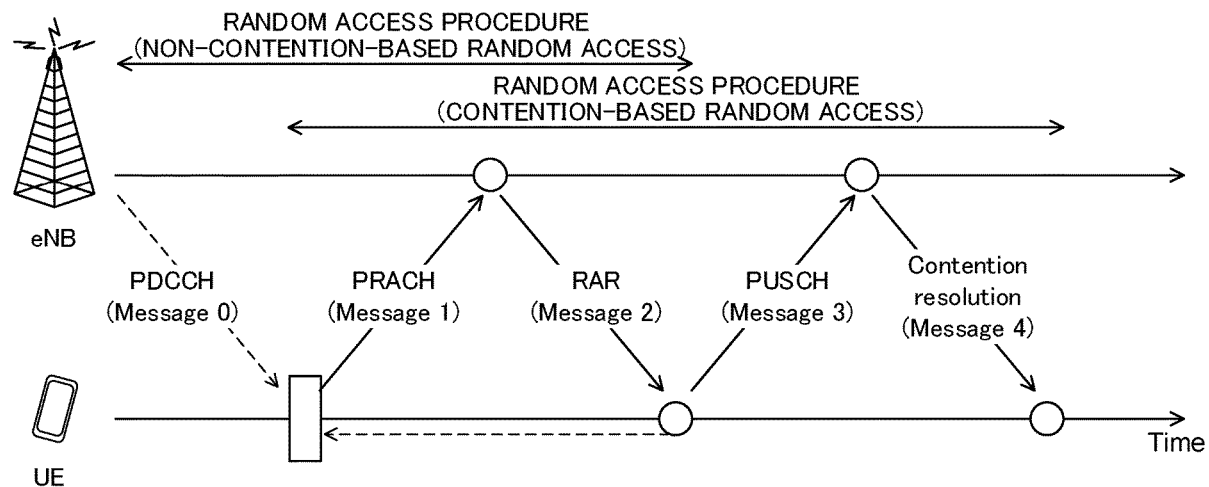 RANDOM ACCESS PROCEDURE
(NON-CONTENTION-BASED RANDOM ACCESS)
RANDOM ACCESS PROCEDURE
(CONTENTION-BASED RANDOM ACCESS)
eNB
PDCCH
(Message 0)
PRACH
(Message 1)
RAR
(Message 2)
PUSCH
(Message 3)
Contention
resolution
(Message 4)
Time
UE